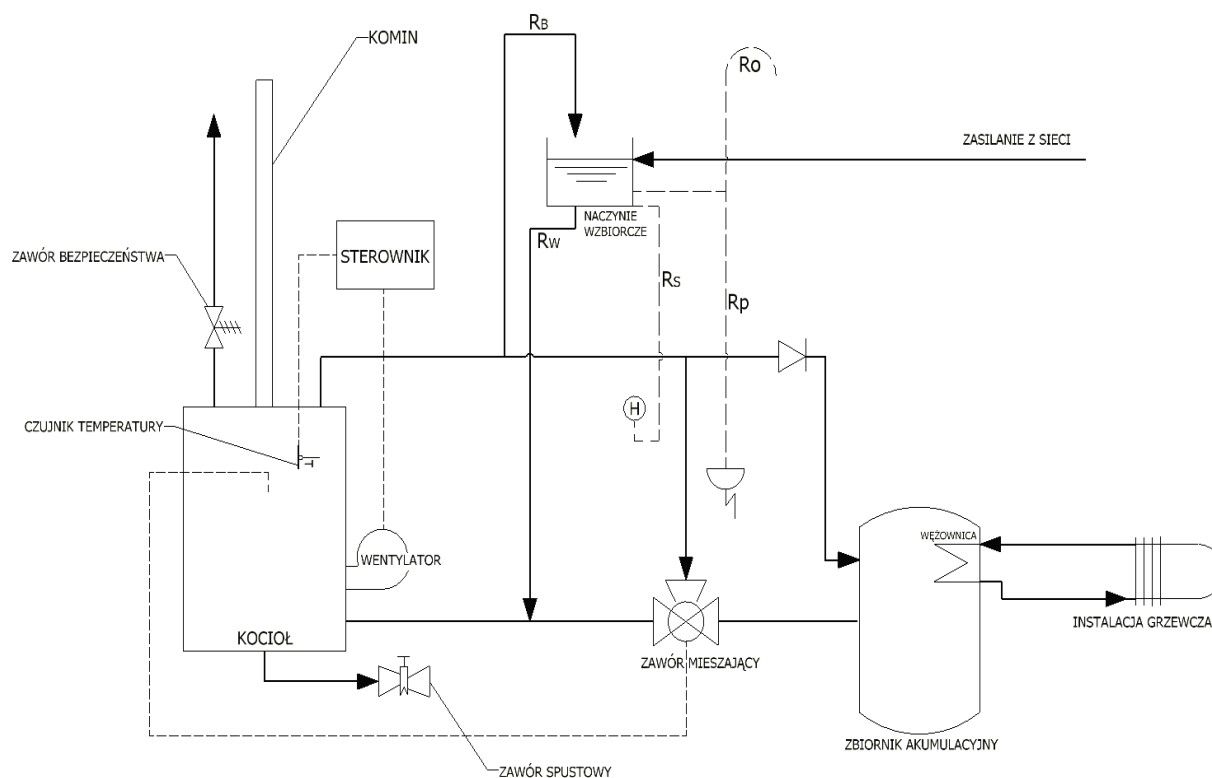 RB
KOMIN
Ro
ZASILANIE Z SIECI
NACZYNIE
WZBIORCZE
RW
ZAWÓR BEZPIECZEŃSTWA
STEROWNIK
RS
Rp
H
CZUJNIK TEMPERATURY
WĘŻOWNICA
WENTYLATOR
INSTALACJA GRZEWCZA
KOCIOŁ
ZAWÓR MIESZAJĄCY
ZBIORNIK AKUMULACYJNY
ZAWÓR SPUSTOWY